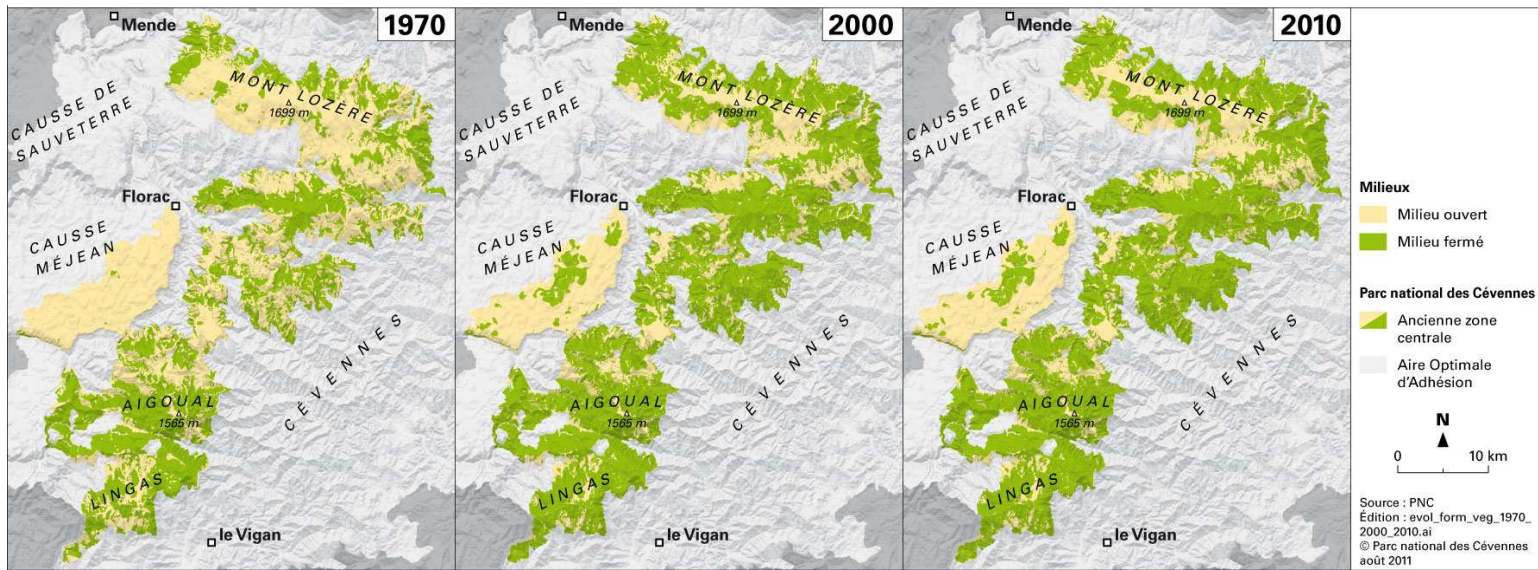 1970
Mende
MONT LOZÈRE
1699 m
CAUSSE DE
SAUVETERRE
Florac
CAUSSE
MÉJEAN
CÉVENNES
AIGOUAL
1565 m
LINGAS
le Vigan
2000
Mende
MONT LOZÈRE
1699 m
CAUSSE DE
SAUVETERRE
Florac
CAUSSE
MÉJEAN
CÉVENNES
AIGOUAL
1565 m
LINGAS
le Vigan
2010
Mende
MONT LOZÈRE
1699 m
CAUSSE DE
SAUVETERRE
Florac
CAUSSE
MÉJEAN
CÉVENNES
AIGOUAL
1565 m
LINGAS
le Vigan
Milieux
Milieu ouvert
Milieu fermé
Parc national des Cévennes
Ancienne zone
centrale
Aire Optimale
d'Adhésion
N
0 10 km
Source : PNC
Édition : evol_form_veg_1970_
2000_2010.ai
© Parc national des Cévennes
août 2011